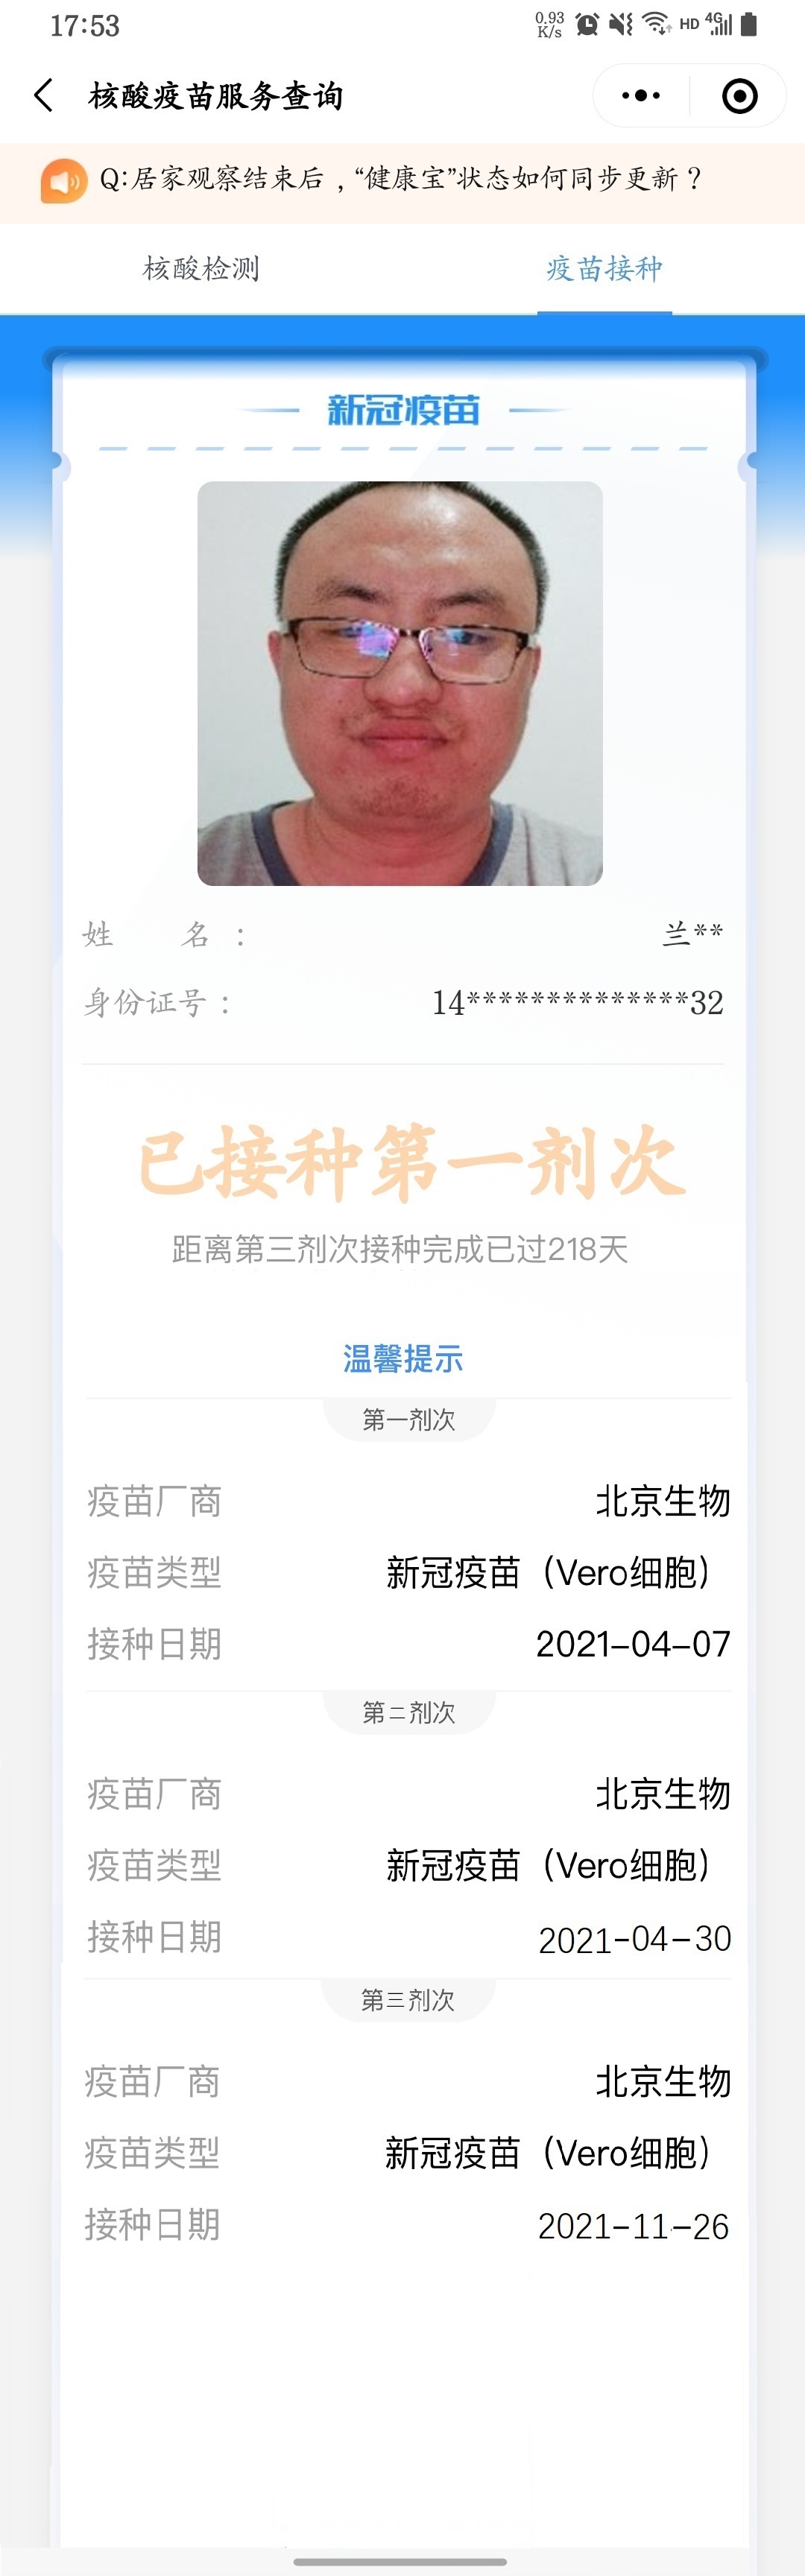 17:53
0.93 K/s HD 4G
核酸疫苗服务查询
Q:居家观察结束后，“健康宝”状态如何同步更新？
核酸检测 疫苗接种
新冠疫苗
姓 名： 兰**
身份证号： 14**************32
已接种第一剂次
距离第三剂次接种完成已过218天
温馨提示
第一剂次
疫苗厂商 北京生物
疫苗类型 新冠疫苗（Vero细胞）
接种日期 2021-04-07
第二剂次
疫苗厂商 北京生物
疫苗类型 新冠疫苗（Vero细胞）
接种日期 2021-04-30
第三剂次
疫苗厂商 北京生物
疫苗类型 新冠疫苗（Vero细胞）
接种日期 2021-11-26